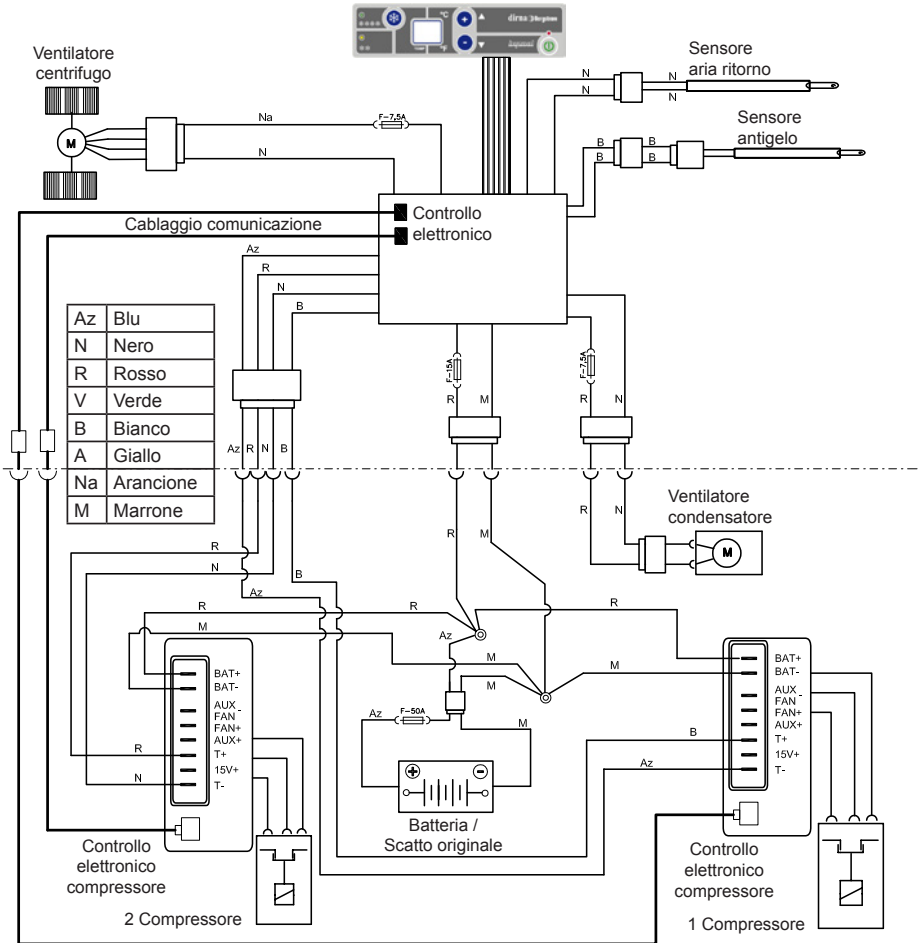 °C
dirna Bergstrom
°F
Ventilatore
centrifugo
M
Na
F-7,5A
N
Sensore
aria ritorno
N
N
N
N
Sensore
antigelo
B
B
B
B
Controllo
elettronico
Cablaggio comunicazione
Az
R
N
B
Az Blu
N Nero
R Rosso
V Verde
B Bianco
A Giallo
Na Arancione
M Marrone
F-15A
F-7,5A
R M
R N
Az R N B
Ventilatore
condensatore
M
R M
R N
R
N
B
Az
R
R
R
M
Az
M
M
M
Az
F-50A
M
BAT+
BAT-
AUX -
FAN
FAN+
AUX+
T+
15V+
T-
R
N
BAT+
BAT-
AUX -
FAN
FAN+
AUX+
T+
15V+
T-
B
Az
+ -
Batteria /
Scatto originale
Controllo
elettronico
compressore
2 Compressore
Controllo
elettronico
compressore
1 Compressore